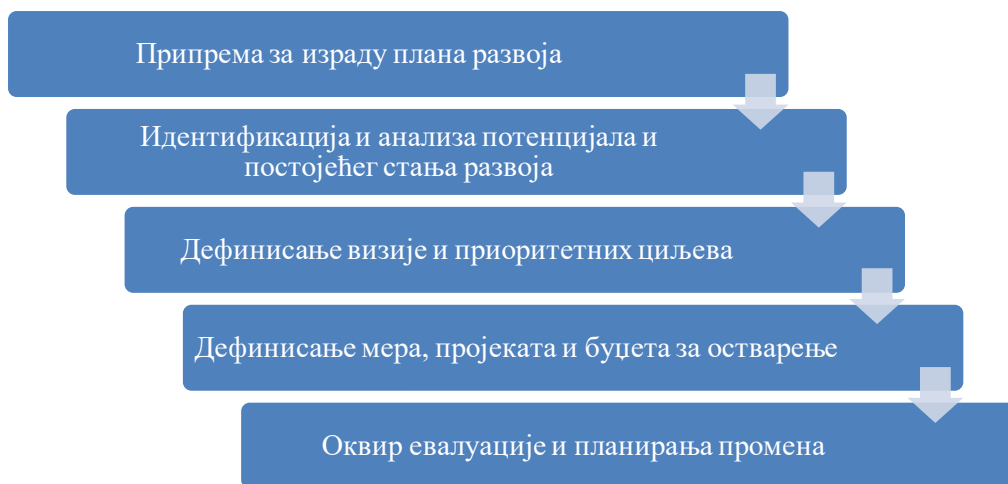 Припрема за израду плана развоја
Идентификација и анализа потенцијала и
постојећег стања развоја
Дефинисање визије и приоритетних циљева
Дефинисање мера, пројеката и буџета за остварење
Оквир евалуације и планирања промена